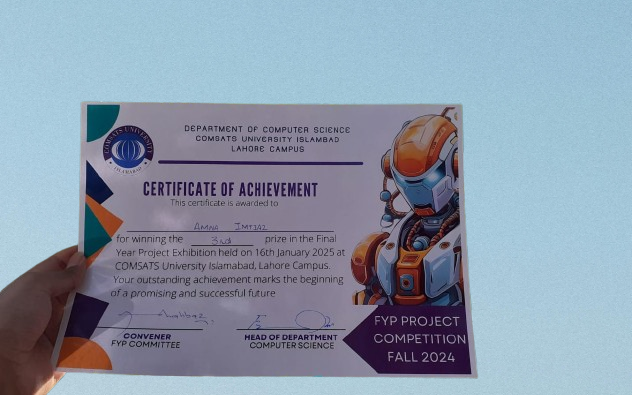 DEPARTMENT OF COMPUTER SCIENCE
COMSATS UNIVERSITY ISLAMABAD
LAHORE CAMPUS
COMSATS UNIVERSITY
ISLAMABAD
CERTIFICATE OF ACHIEVEMENT
This certificate is awarded to
AMNA IMTIAZ
for winning the 3rd prize in the Final
Year Project Exhibition held on 16th January 2025 at
COMSATS University Islamabad, Lahore Campus.
Your outstanding achievement marks the beginning
of a promising and successful future
CONVENER
FYP COMMITTEE
HEAD OF DEPARTMENT
COMPUTER SCIENCE
FYP PROJECT
COMPETITION
FALL 2024